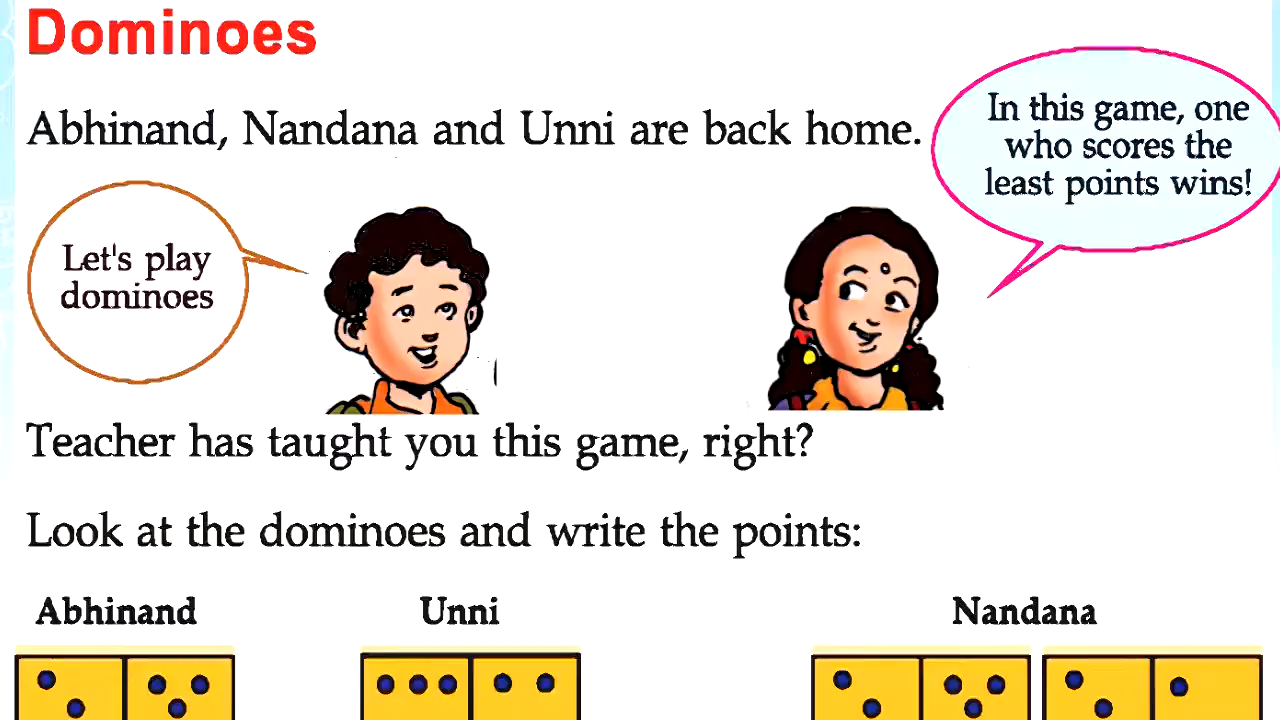 Dominoes
Abhinand, Nandana and Unni are back home.
In this game, one
who scores the
least points wins!
Let's play
dominoes
Teacher has taught you this game, right?
Look at the dominoes and write the points:
Abhinand
Unni
Nandana